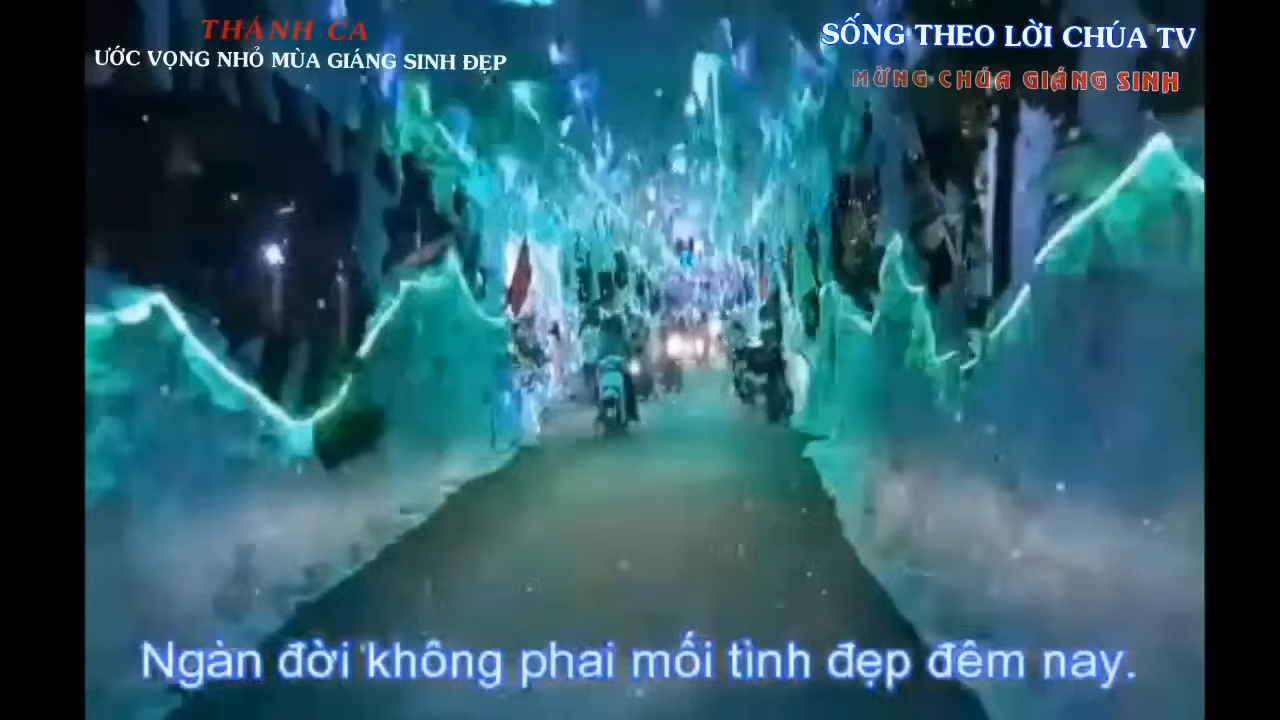 THÁNH CA
ƯỚC VỌNG NHỎ MÙA GIÁNG SINH ĐẸP
SỐNG THEO LỜI CHÚA TV
MỪNG CHÚA GIÁNG SINH
Ngàn đời không phai mối tình đẹp đêm nay.